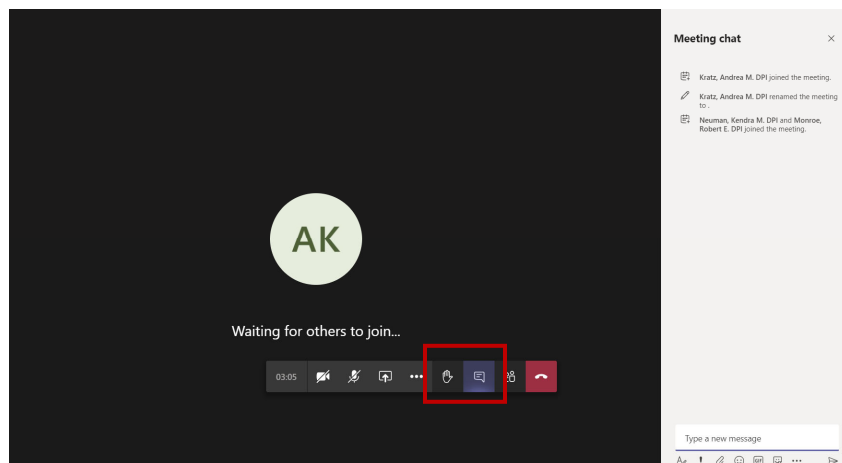 Meeting chat
Kratz, Andrea M. DPI joined the meeting.
Kratz, Andrea M. DPI renamed the meeting
to .
Neuman, Kendra M. DPI and Monroe,
Robert E. DPI joined the meeting.
AK
Waiting for others to join...
03:05
Type a new message
GIF